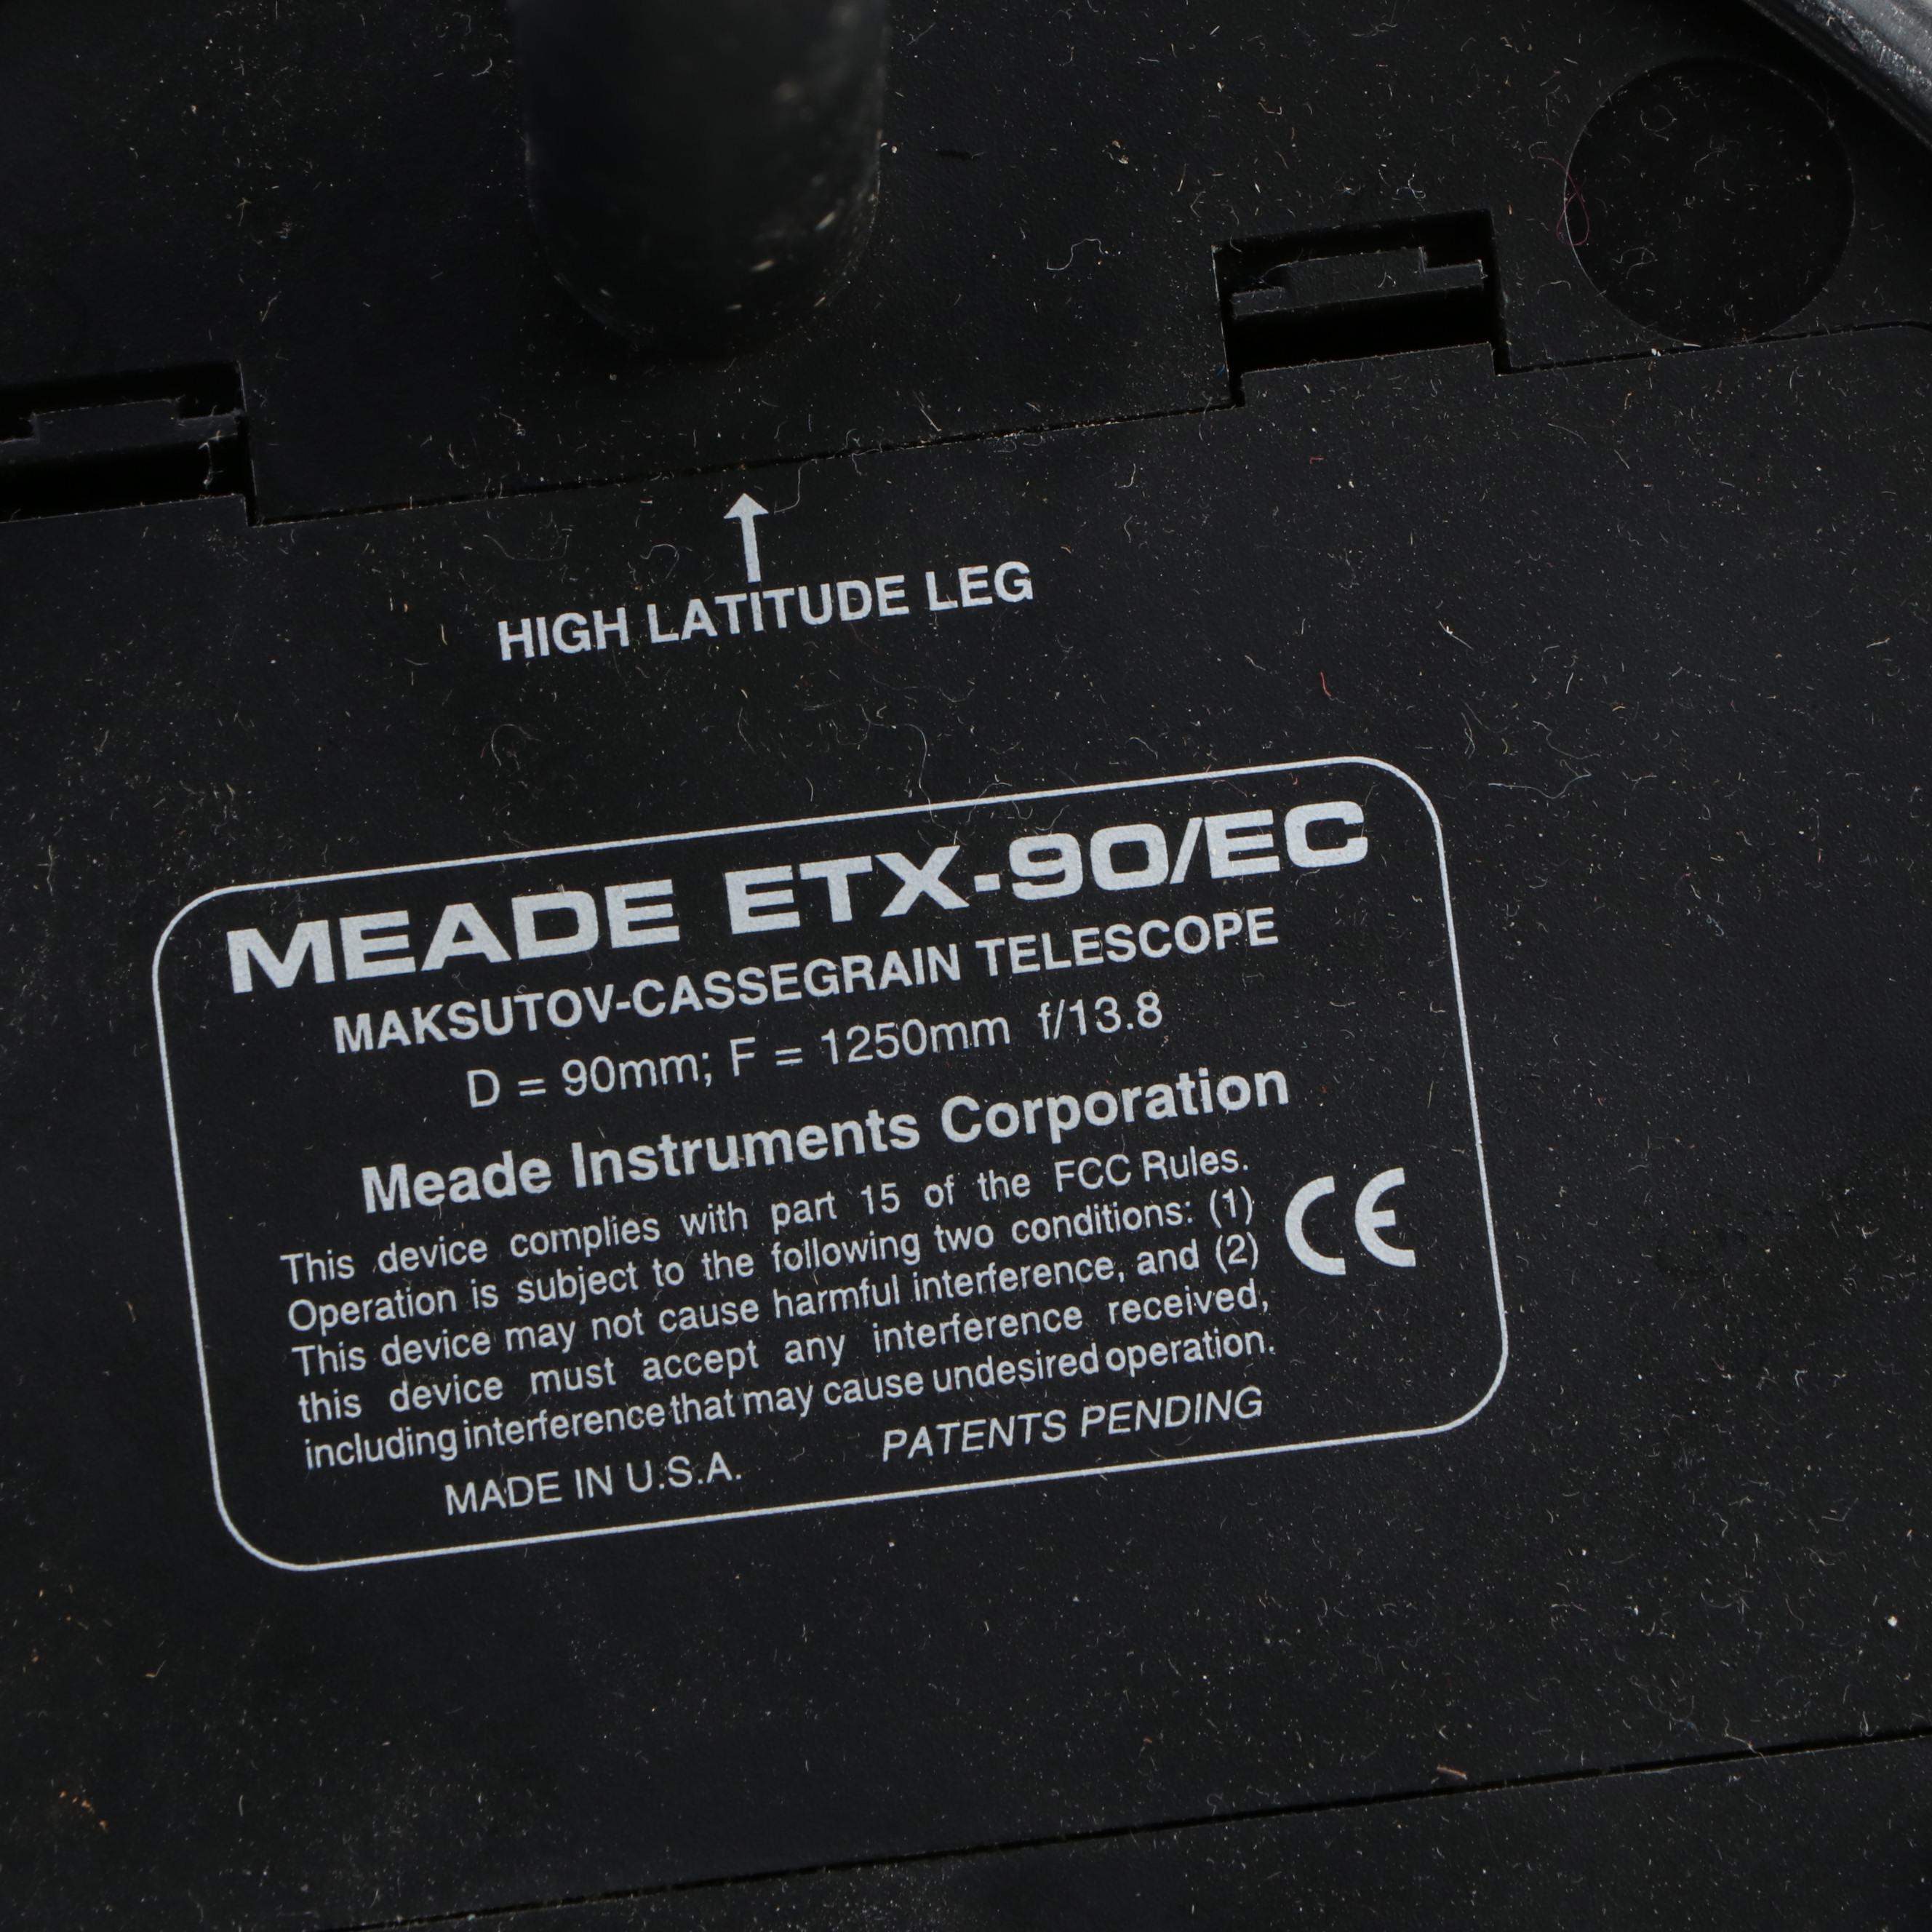 HIGH LATITUDE LEG
MEADE ETX-90/EC
MAKSUTOV-CASSEGRAIN TELESCOPE
D = 90mm; F = 1250mm f/13.8
Meade Instruments Corporation
This device complies with part 15 of the FCC Rules.
Operation is subject to the following two conditions: (1)
This device may not cause harmful interference, and (2)
this device must accept any interference received,
including interference that may cause undesired operation.
CE
MADE IN U.S.A. PATENTS PENDING